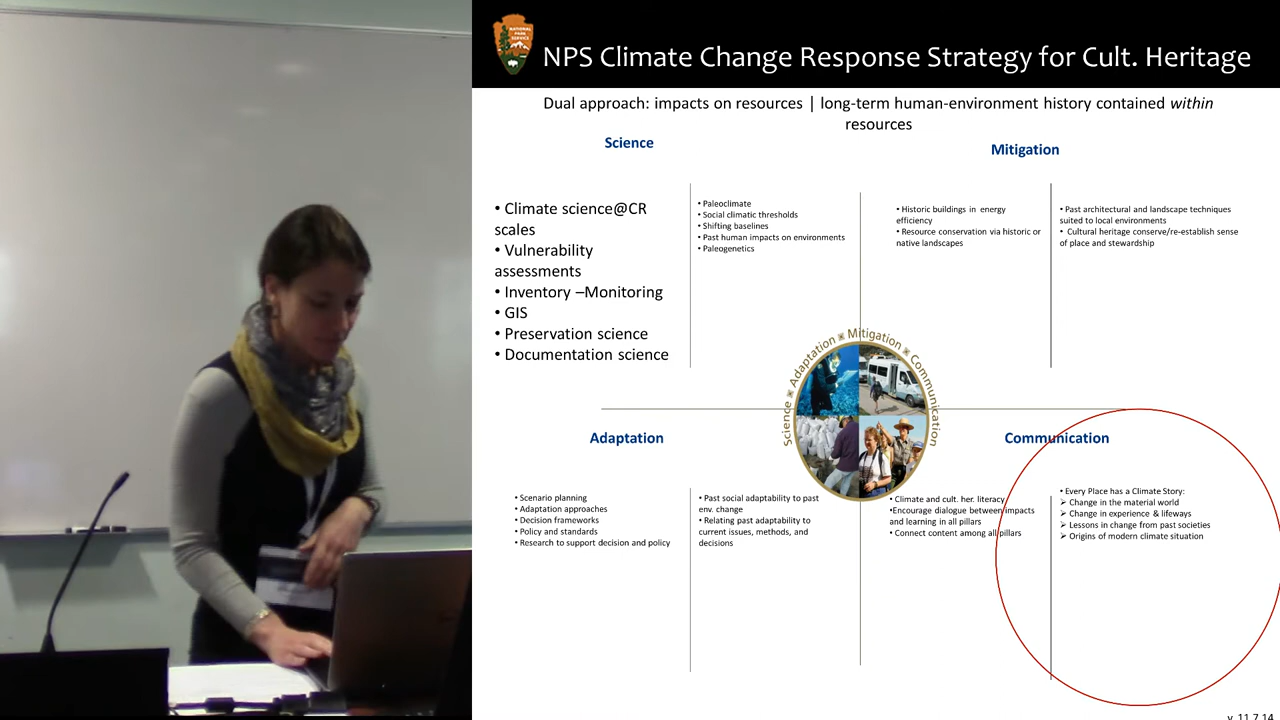 NATIONAL
PARK
SERVICE
NPS Climate Change Response Strategy for Cult. Heritage
Dual approach: impacts on resources | long-term human-environment history contained within
resources
Science
• Climate science@CR
scales
• Vulnerability
assessments
• Inventory –Monitoring
• GIS
• Preservation science
• Documentation science
• Paleoclimate
• Social climatic thresholds
• Shifting baselines
• Past human impacts on environments
• Paleogenetics
Mitigation
• Historic buildings in energy
efficiency
• Resource conservation via historic or
native landscapes
• Past architectural and landscape techniques
suited to local environments
• Cultural heritage conserve/re-establish sense
of place and stewardship
Science Adaptation Mitigation Communication
Adaptation
• Scenario planning
• Adaptation approaches
• Decision frameworks
• Policy and standards
• Research to support decision and policy
• Past social adaptability to past
env. change
• Relating past adaptability to
current issues, methods, and
decisions
Communication
• Climate and cult. her. literacy
•Encourage dialogue between impacts
and learning in all pillars
• Connect content among all pillars
• Every Place has a Climate Story:
➢ Change in the material world
➢ Change in experience & lifeways
➢ Lessons in change from past societies
➢ Origins of modern climate situation
v. 11.7.14